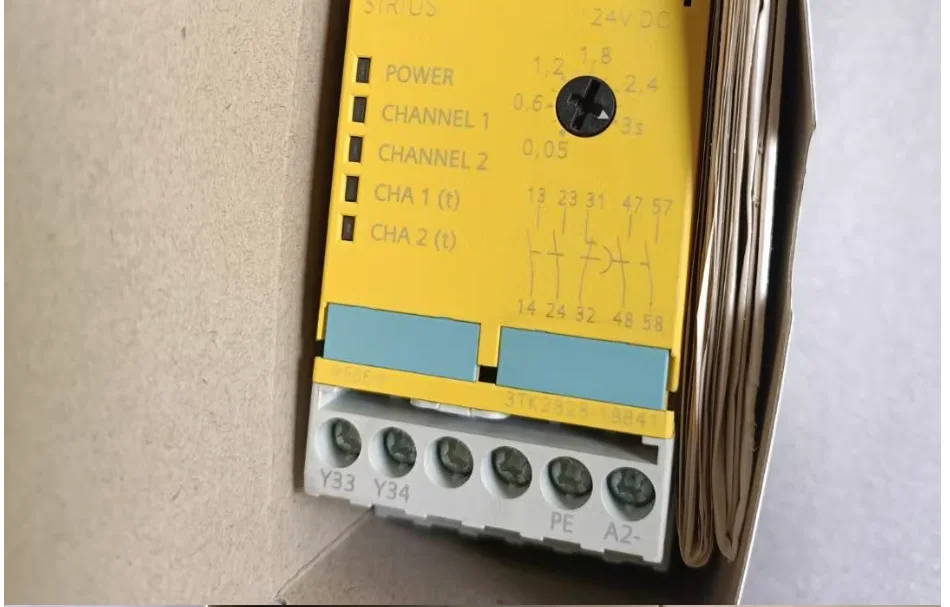 SIRIUS
24V DC
1,8
1,2
2,4
POWER
0,6
CHANNEL 1
3s
0,05
CHANNEL 2
CHA 1 (t)
13 23 31 47 57
CHA 2 (t)
14 24 32 48 58
3TK2828-1BB41
Y33 Y34
PE A2-